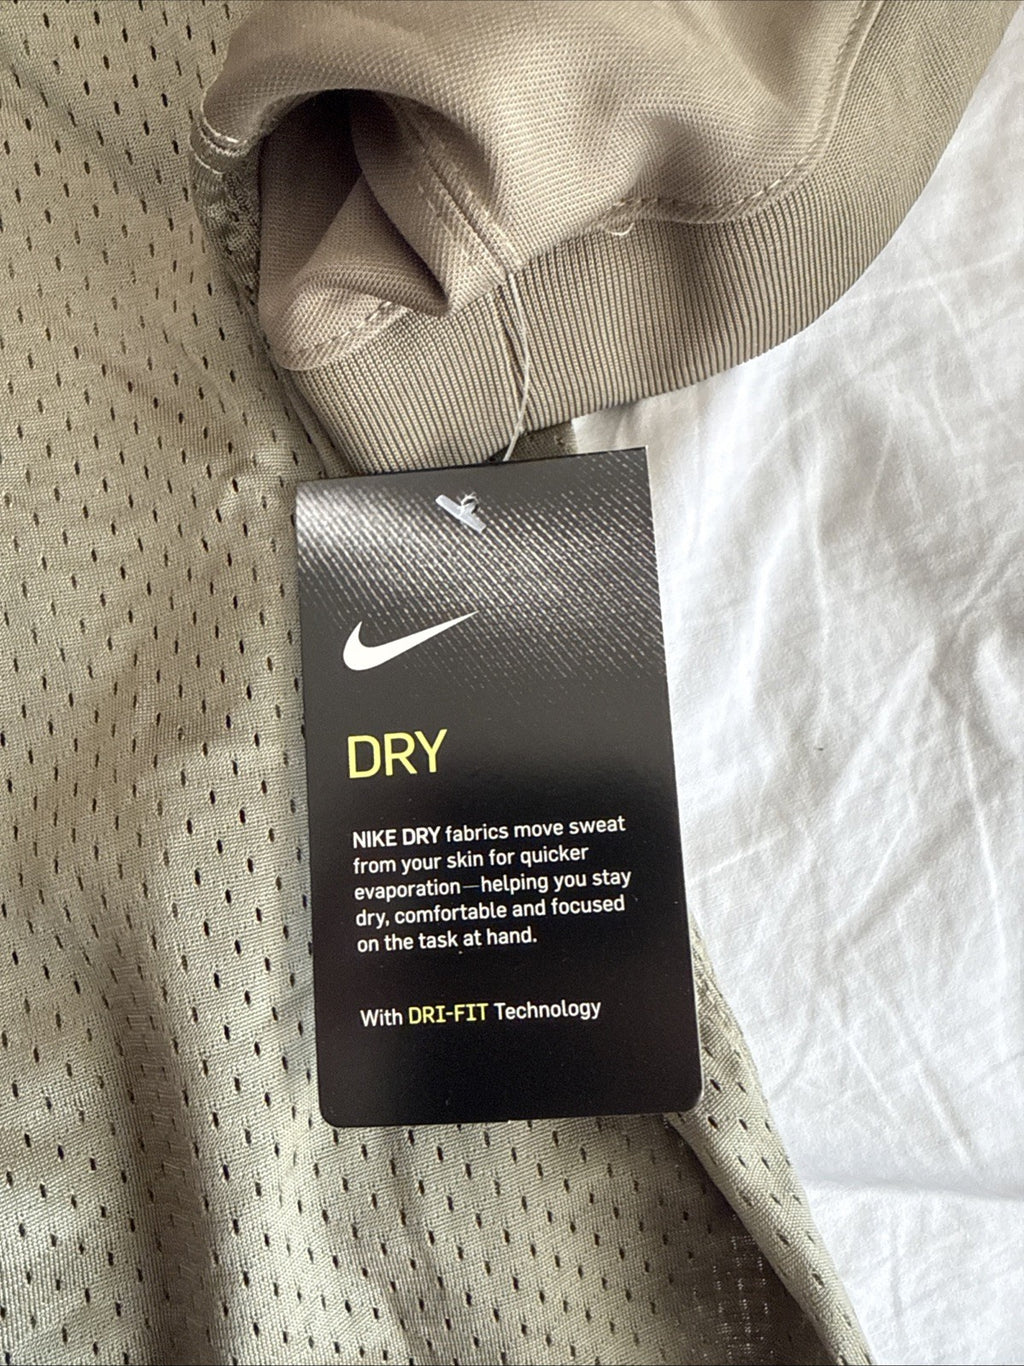 DRY
NIKE DRY fabrics move sweat
from your skin for quicker
evaporation—helping you stay
dry, comfortable and focused
on the task at hand.
With DRI-FIT Technology